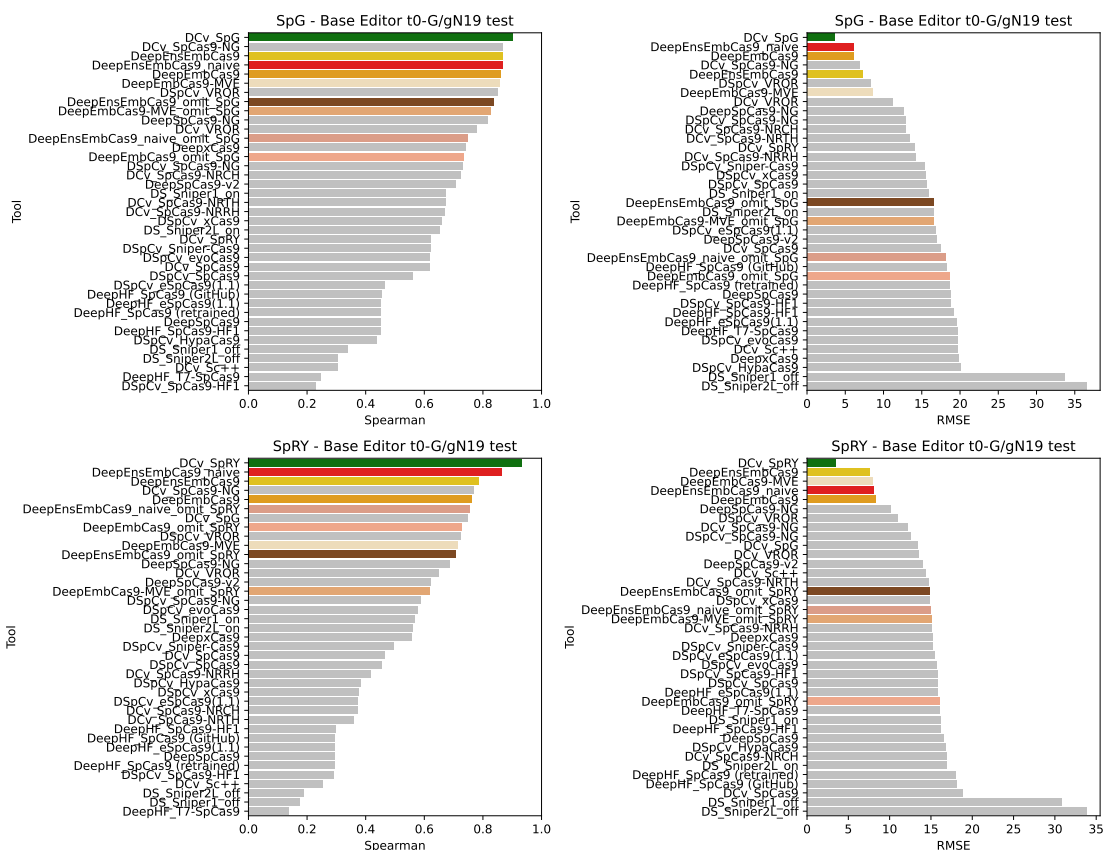 SpG - Base Editor t0-G/gN19 test
Tool
DCv_SpG
DCv_SpCas9-NG
DeepEnsEmbCas9
DeepEnsEmbCas9_naive
DeepEmbCas9
DeepEmbCas9-MVE
DSpCv_VRQR
DeepEnsEmbCas9_omit_SpG
DeepEmbCas9-MVE_omit_SpG
DeepSpCas9-NG
DCv_VRQR
DeepEnsEmbCas9_naive_omit_SpG
DeepxCas9
DeepEmbCas9_omit_SpG
DSpCv_SpCas9-NG
DCv_SpCas9-NRCH
DeepSpCas9-v2
DS_Sniper1_on
DCv_SpCas9-NRTH
DCv_SpCas9-NRRH
DSpCv_xCas9
DS_Sniper2L_on
DCv_SpRY
DSpCv_Sniper-Cas9
DSpCv_evoCas9
DCv_SpCas9
DSpCv_SpCas9
DSpCv_eSpCas9(1.1)
DeepHF_SpCas9 (GitHub)
DeepHF_eSpCas9(1.1)
DeepHF_SpCas9 (retrained)
DeepSpCas9
DeepHF_SpCas9-HF1
DSpCv_HypaCas9
DS_Sniper1_off
DS_Sniper2L_off
DCv_Sc++
DeepHF_T7-SpCas9
DSpCv_SpCas9-HF1
0.0 0.2 0.4 0.6 0.8 1.0
Spearman
SpG - Base Editor t0-G/gN19 test
Tool
DCv_SpG
DeepEnsEmbCas9_naive
DeepEmbCas9
DCv_SpCas9-NG
DeepEnsEmbCas9
DSpCv_VRQR
DeepEmbCas9-MVE
DCv_VRQR
DeepSpCas9-NG
DSpCv_SpCas9-NG
DCv_SpCas9-NRCH
DCv_SpCas9-NRTH
DCv_SpRY
DCv_SpCas9-NRRH
DSpCv_Sniper-Cas9
DSpCv_xCas9
DSpCv_SpCas9
DS_Sniper1_on
DeepEnsEmbCas9_omit_SpG
DS_Sniper2L_on
DeepEmbCas9-MVE_omit_SpG
DSpCv_eSpCas9(1.1)
DeepSpCas9-v2
DCv_SpCas9
DeepEnsEmbCas9_naive_omit_SpG
DeepHF_SpCas9 (GitHub)
DeepEmbCas9_omit_SpG
DeepHF_SpCas9 (retrained)
DeepSpCas9
DSpCv_SpCas9-HF1
DeepHF_SpCas9-HF1
DeepHF_eSpCas9(1.1)
DeepHF_T7-SpCas9
DSpCv_evoCas9
DCv_Sc++
DeepxCas9
DSpCv_HypaCas9
DS_Sniper1_off
DS_Sniper2L_off
0 5 10 15 20 25 30 35
RMSE
SpRY - Base Editor t0-G/gN19 test
Tool
DCv_SpRY
DeepEnsEmbCas9_naive
DeepEnsEmbCas9
DCv_SpCas9-NG
DeepEmbCas9
DeepEnsEmbCas9_naive_omit_SpRY
DCv_SpG
DeepEmbCas9_omit_SpRY
DSpCv_VRQR
DeepEmbCas9-MVE
DeepEnsEmbCas9_omit_SpRY
DeepSpCas9-NG
DCv_VRQR
DeepSpCas9-v2
DeepEmbCas9-MVE_omit_SpRY
DSpCv_SpCas9-NG
DSpCv_evoCas9
DS_Sniper1_on
DS_Sniper2L_on
DeepxCas9
DSpCv_Sniper-Cas9
DCv_SpCas9
DSpCv_SpCas9
DCv_SpCas9-NRRH
DSpCv_HypaCas9
DSpCv_xCas9
DSpCv_eSpCas9(1.1)
DCv_SpCas9-NRCH
DCv_SpCas9-NRTH
DeepHF_SpCas9-HF1
DeepHF_SpCas9 (GitHub)
DeepHF_eSpCas9(1.1)
DeepSpCas9
DeepHF_SpCas9 (retrained)
DSpCv_SpCas9-HF1
DCv_Sc++
DS_Sniper2L_off
DS_Sniper1_off
DeepHF_T7-SpCas9
0.0 0.2 0.4 0.6 0.8 1.0
Spearman
SpRY - Base Editor t0-G/gN19 test
Tool
DCv_SpRY
DeepEnsEmbCas9
DeepEmbCas9-MVE
DeepEnsEmbCas9_naive
DeepEmbCas9
DeepSpCas9-NG
DSpCv_VRQR
DCv_SpCas9-NG
DSpCv_SpCas9-NG
DCv_SpG
DCv_VRQR
DeepSpCas9-v2
DCv_Sc++
DCv_SpCas9-NRTH
DeepEnsEmbCas9_omit_SpRY
DSpCv_xCas9
DeepEnsEmbCas9_naive_omit_SpRY
DeepEmbCas9-MVE_omit_SpRY
DCv_SpCas9-NRRH
DeepxCas9
DSpCv_Sniper-Cas9
DSpCv_eSpCas9(1.1)
DSpCv_evoCas9
DSpCv_SpCas9-HF1
DSpCv_SpCas9
DeepHF_eSpCas9(1.1)
DeepEmbCas9_omit_SpRY
DeepHF_T7-SpCas9
DS_Sniper1_on
DeepHF_SpCas9-HF1
DeepSpCas9
DSpCv_HypaCas9
DCv_SpCas9-NRCH
DS_Sniper2L_on
DeepHF_SpCas9 (retrained)
DeepHF_SpCas9 (GitHub)
DCv_SpCas9
DS_Sniper1_off
DS_Sniper2L_off
0 5 10 15 20 25 30 35
RMSE